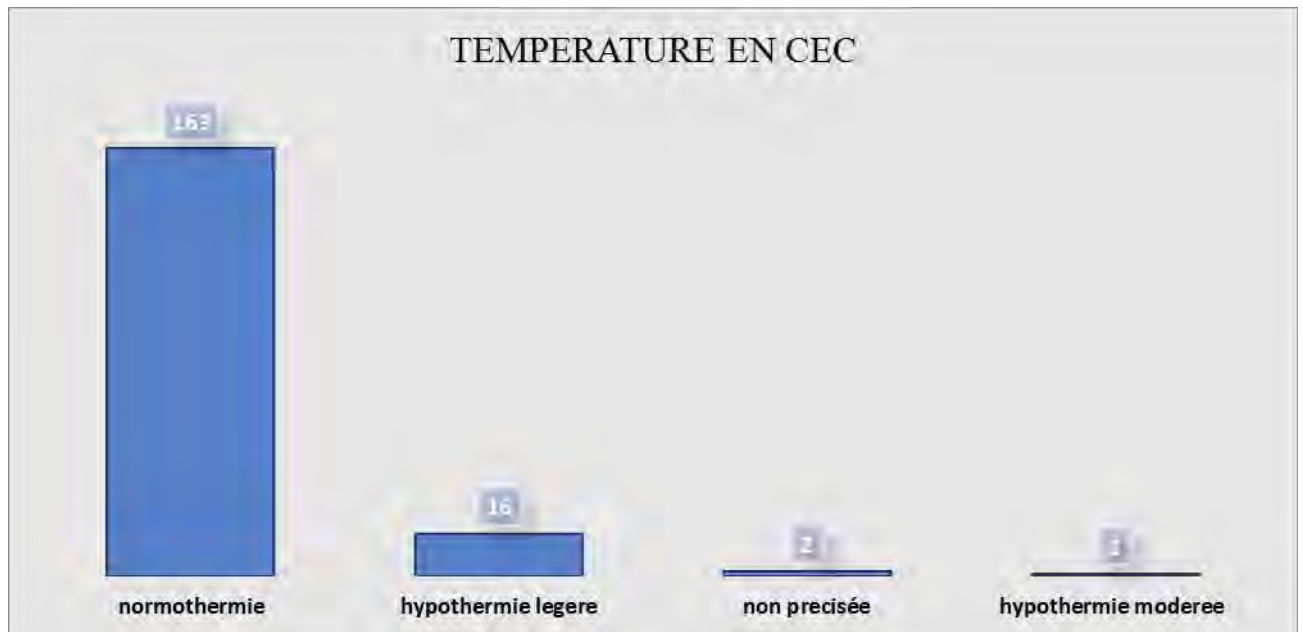 TEMPERATURE EN CEC
163
16
2
1
normothermie
hypothermie legere
non precisée
hypothermie moderee